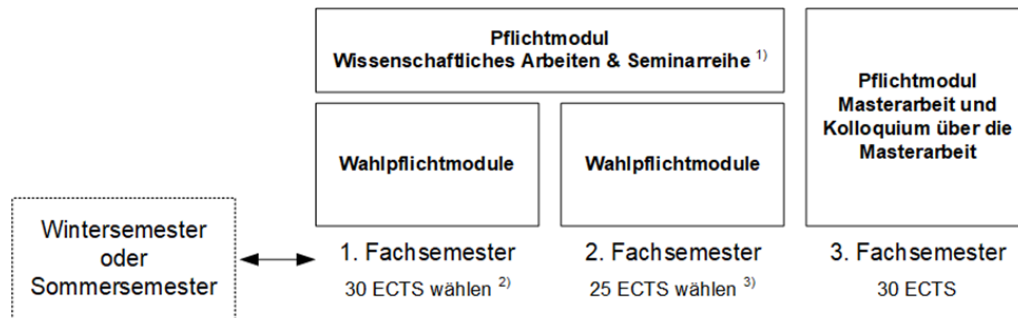 Pflichtmodul
Wissenschaftliches Arbeiten & Seminarreihe 1)
Pflichtmodul
Masterarbeit und
Kolloquium über die
Masterarbeit
Wahlpflichtmodule
Wahlpflichtmodule
Wintersemester
oder
Sommersemester
1. Fachsemester
30 ECTS wählen 2)
2. Fachsemester
25 ECTS wählen 3)
3. Fachsemester
30 ECTS